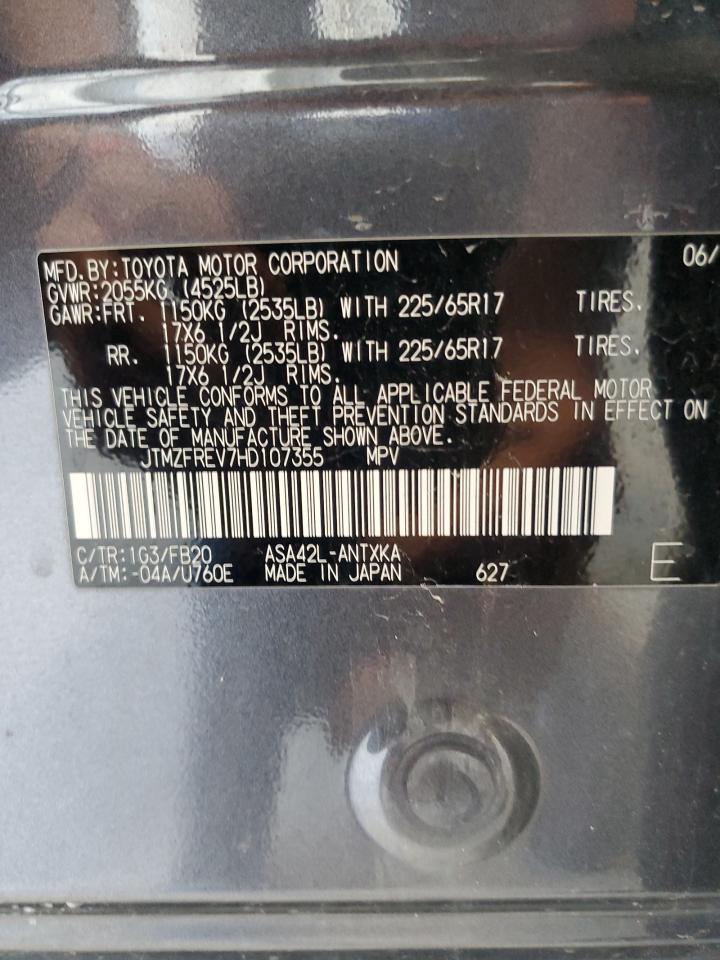 MFD.BY:TOYOTA MOTOR CORPORATION 06/
GVWR:2055KG (4525LB)
GAWR:FRT. 1150KG (2535LB) WITH 225/65R17 TIRES.
17X6 1/2J RIMS.
RR. 1150KG (2535LB) WITH 225/65R17 TIRES.
17X6 1/2J RIMS.
THIS VEHICLE CONFORMS TO ALL APPLICABLE FEDERAL MOTOR
VEHICLE SAFETY AND THEFT PREVENTION STANDARDS IN EFFECT ON
THE DATE OF MANUFACTURE SHOWN ABOVE.
JTMZFREV7HD107355 MPV
C/TR:1G3/FB20 ASA42L-ANTXKA
A/TM:-04A/U760E MADE IN JAPAN 627 E